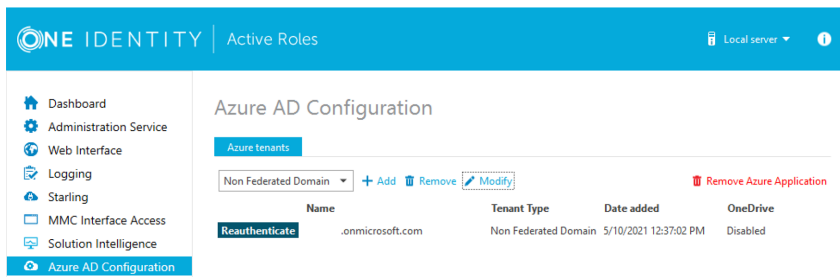 ONE IDENTITY Active Roles
Local server
Dashboard
Administration Service
Web Interface
Logging
Starling
MMC Interface Access
Solution Intelligence
Azure AD Configuration
Azure AD Configuration
Azure tenants
Non Federated Domain Add Remove Modify Remove Azure Application
Name Tenant Type Date added OneDrive
Reauthenticate .onmicrosoft.com Non Federated Domain 5/10/2021 12:37:02 PM Disabled